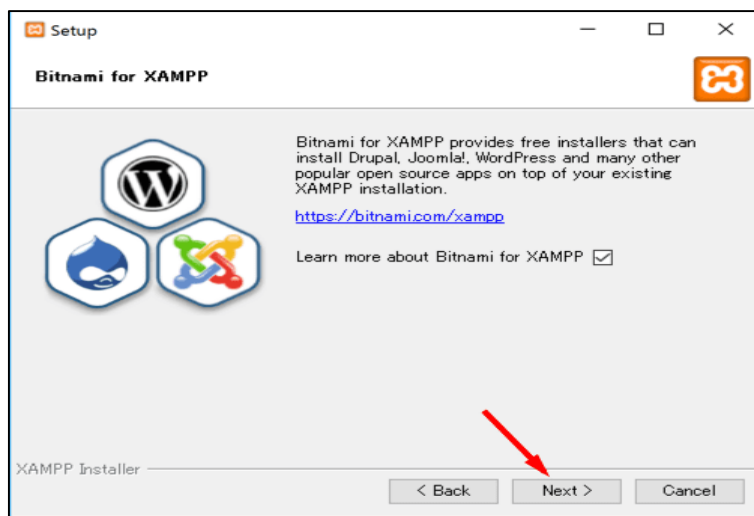 Setup
Bitnami for XAMPP
Bitnami for XAMPP provides free installers that can
install Drupal, Joomla!, WordPress and many other
popular open source apps on top of your existing
XAMPP installation.
https://bitnami.com/xampp
Learn more about Bitnami for XAMPP
XAMPP Installer
< Back
Next >
Cancel